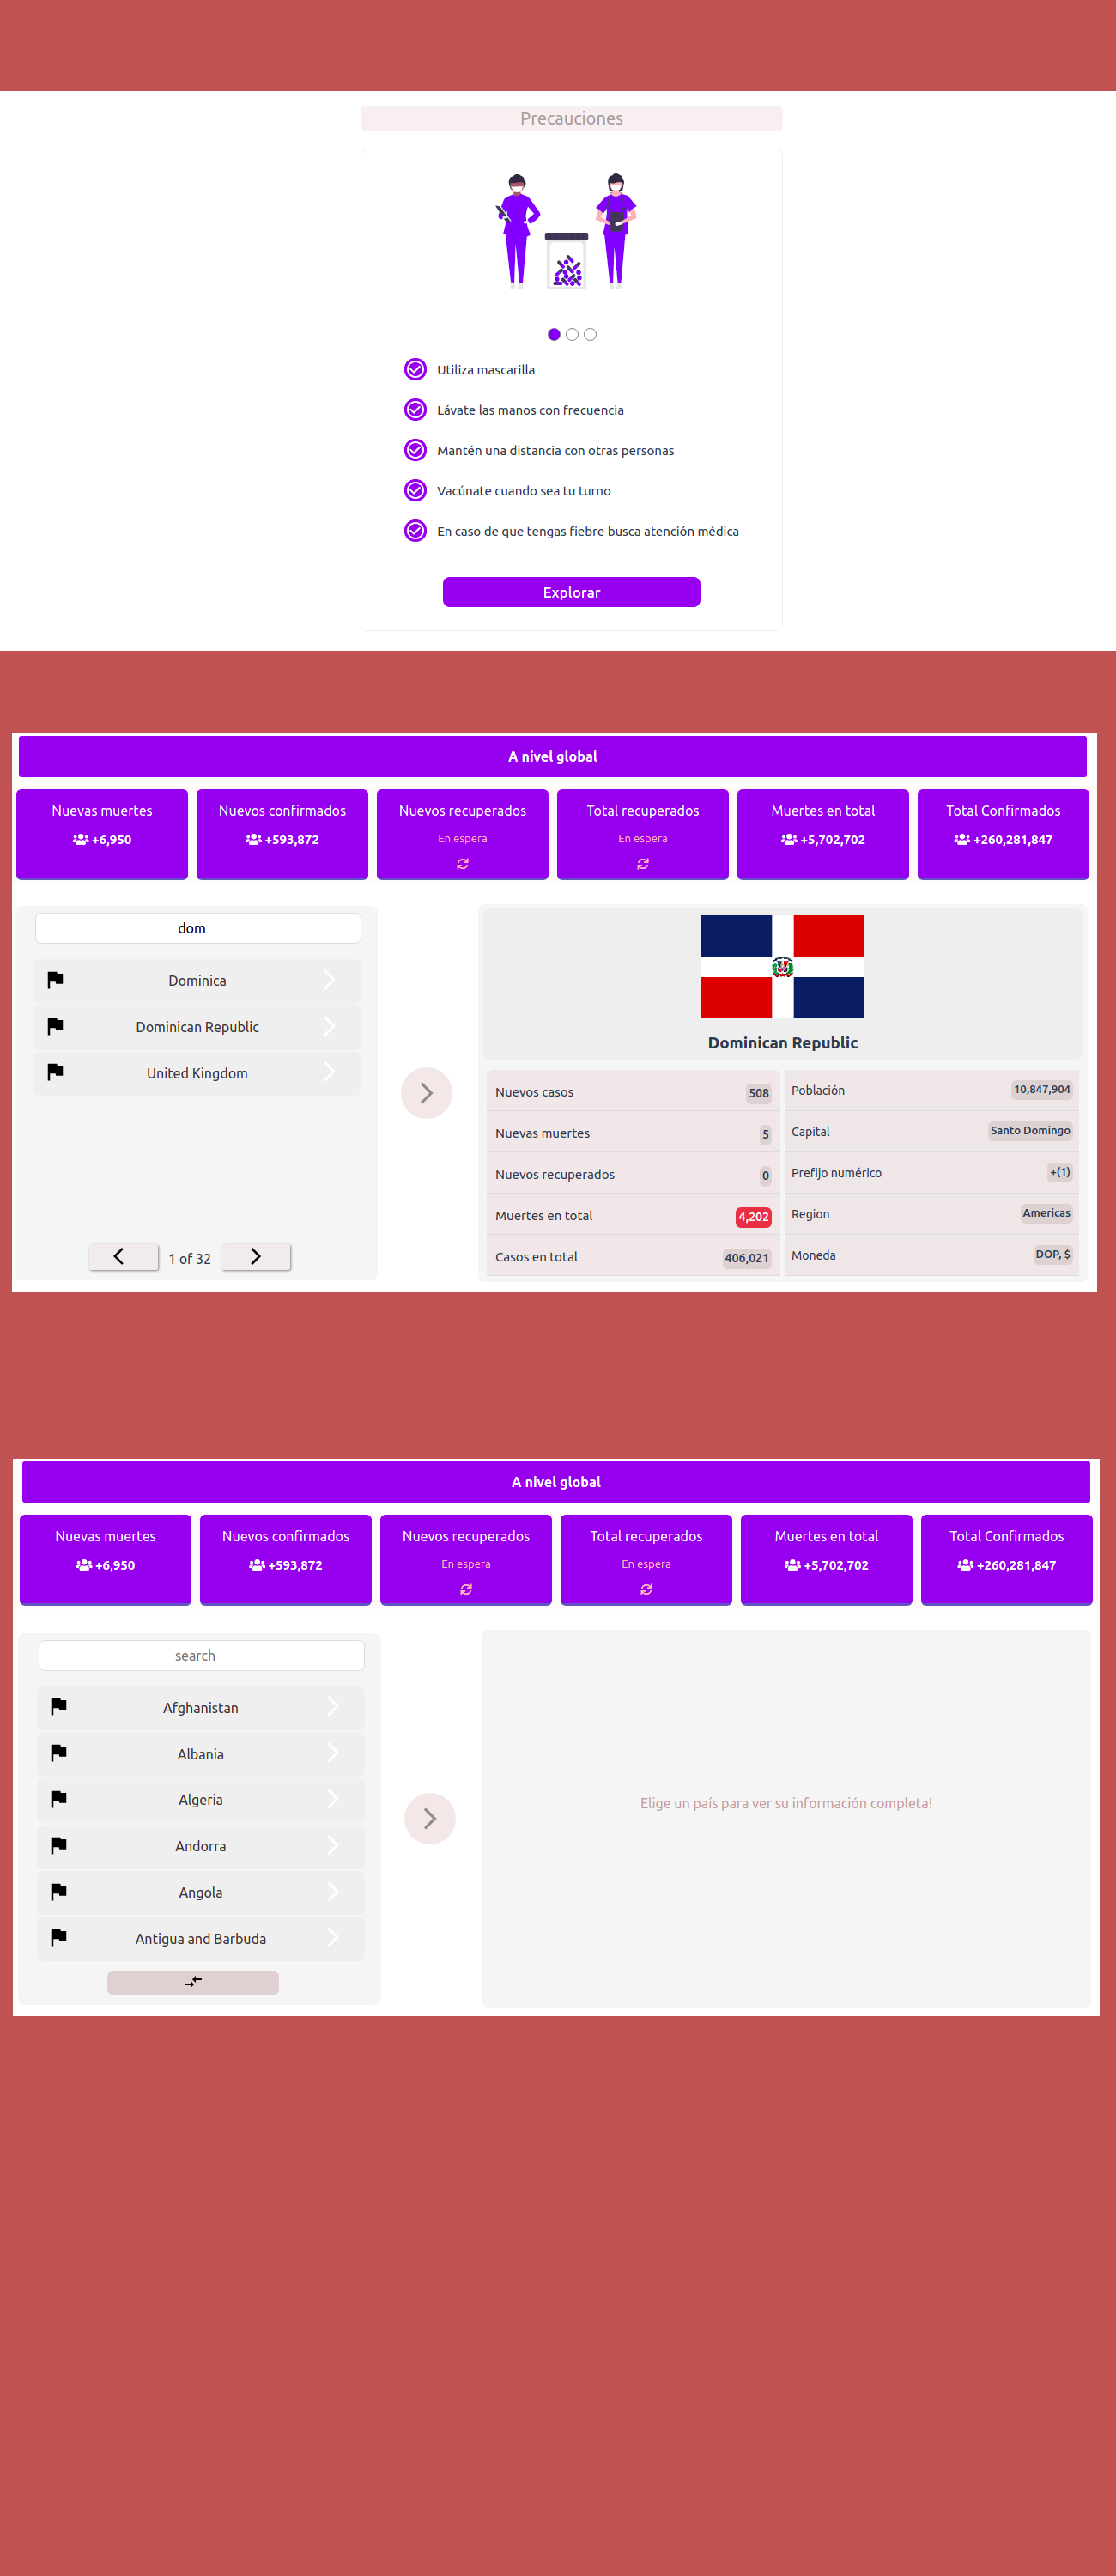 Precauciones
Utiliza mascarilla
Lávate las manos con frecuencia
Mantén una distancia con otras personas
Vacúnate cuando sea tu turno
En caso de que tengas fiebre busca atención médica
Explorar
A nivel global
Nuevas muertes
+6,950
Nuevos confirmados
+593,872
Nuevos recuperados
En espera
Total recuperados
En espera
Muertes en total
+5,702,702
Total Confirmados
+260,281,847
dom
Dominica
Dominican Republic
United Kingdom
1 of 32
Dominican Republic
Nuevos casos 508
Nuevas muertes 5
Nuevos recuperados 0
Muertes en total 4,202
Casos en total 406,021
Población 10,847,904
Capital Santo Domingo
Prefijo numérico +(1)
Region Americas
Moneda DOP, $
A nivel global
Nuevas muertes
+6,950
Nuevos confirmados
+593,872
Nuevos recuperados
En espera
Total recuperados
En espera
Muertes en total
+5,702,702
Total Confirmados
+260,281,847
search
Afghanistan
Albania
Algeria
Andorra
Angola
Antigua and Barbuda
Elige un país para ver su información completa!